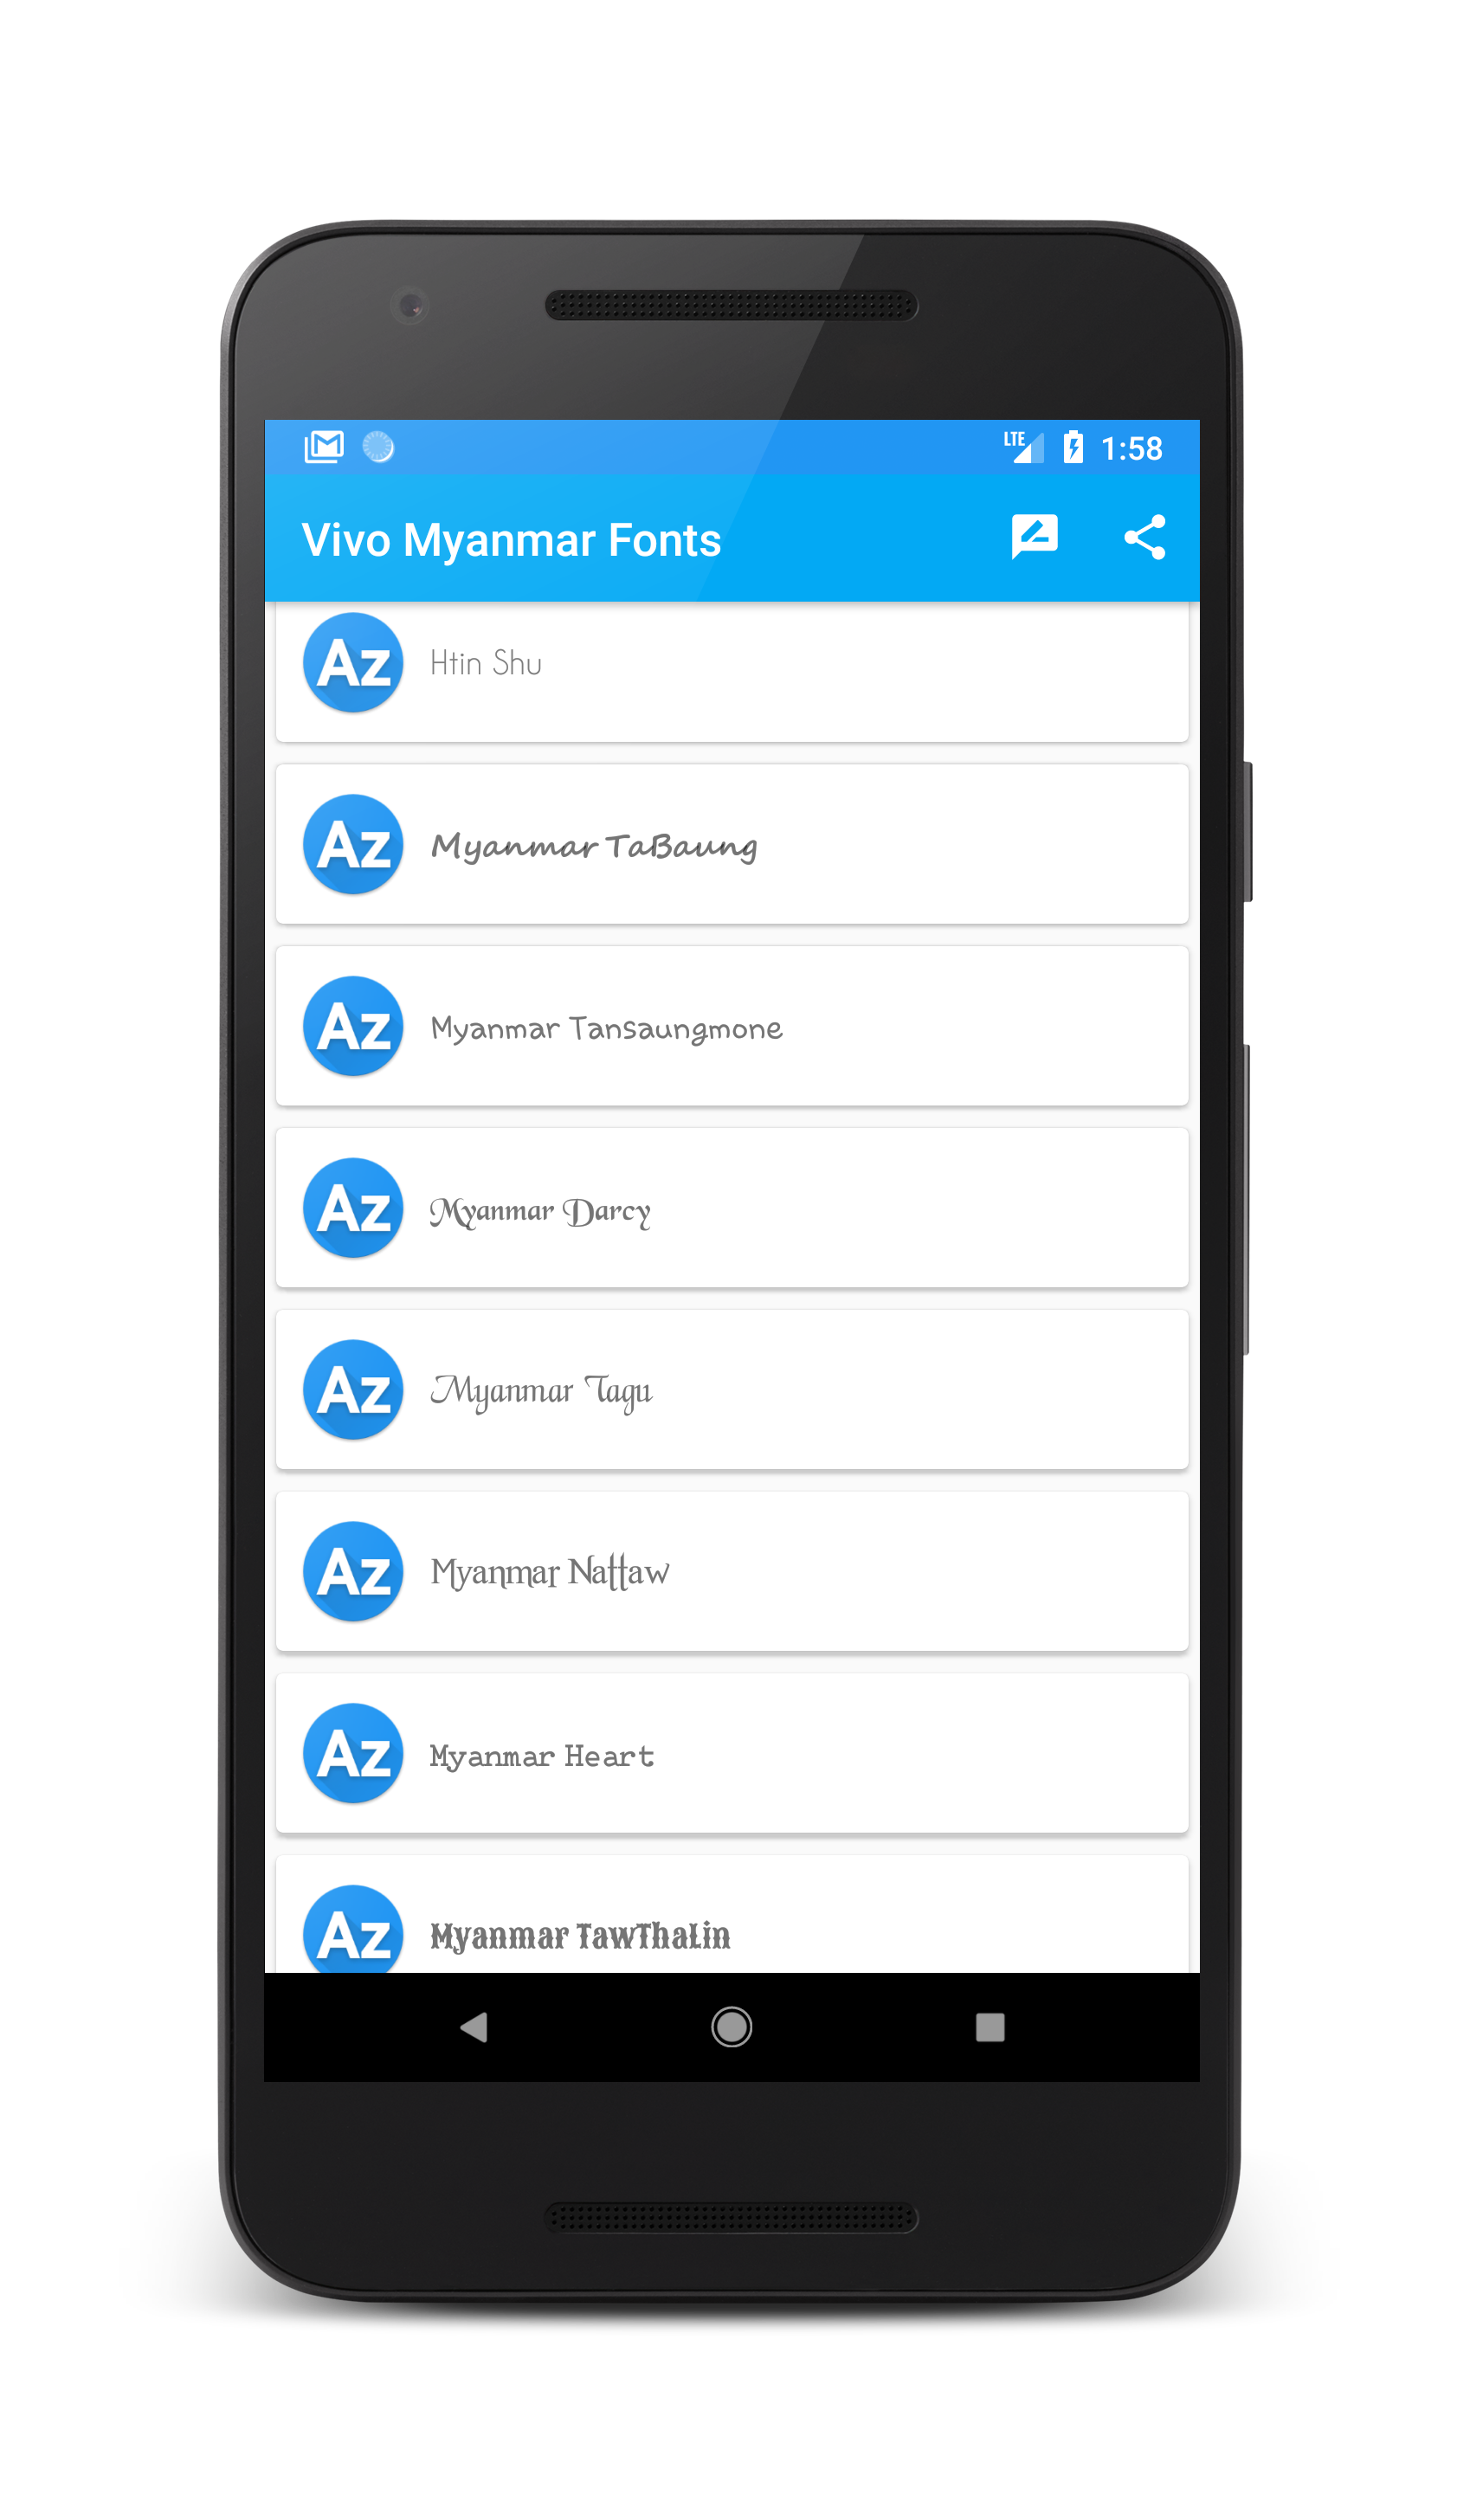 LTE 1:58
Vivo Myanmar Fonts
Az Htin Shu
Az Myanmar TaBaung
Az Myanmar Tansaungmone
Az Myanmar Darcy
Az Myanmar Tagu
Az Myanmar Nattaw
Az Myanmar Heart
Az Myanmar TawThaLin